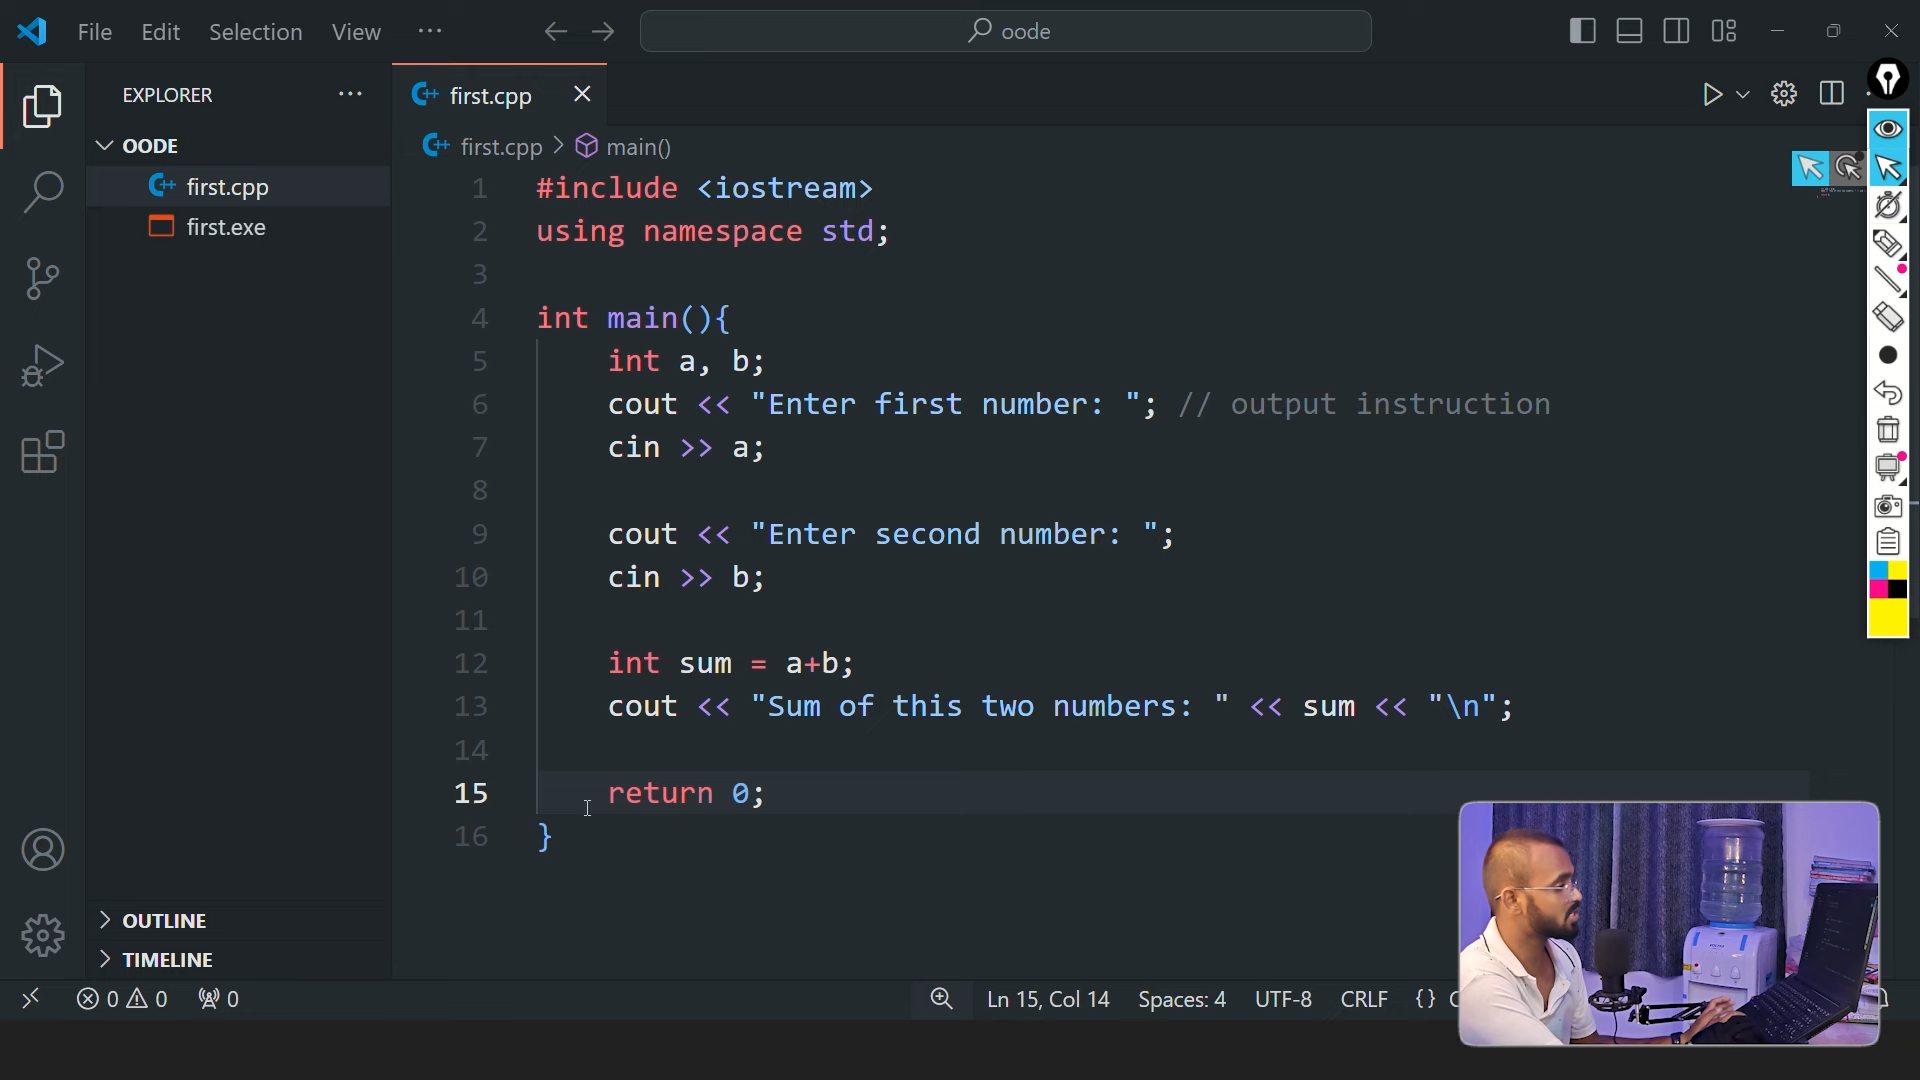 File Edit Selection View ··· oode
EXPLORER ···
OODE
first.cpp
first.exe
OUTLINE
TIMELINE
first.cpp
first.cpp > main()
1 #include <iostream>
2 using namespace std;
3
4 int main(){
5 int a, b;
6 cout << "Enter first number: "; // output instruction
7 cin >> a;
8
9 cout << "Enter second number: ";
10 cin >> b;
11
12 int sum = a+b;
13 cout << "Sum of this two numbers: " << sum << "\n";
14
15 return 0;
16 }
0 0 0 Ln 15, Col 14 Spaces: 4 UTF-8 CRLF {}